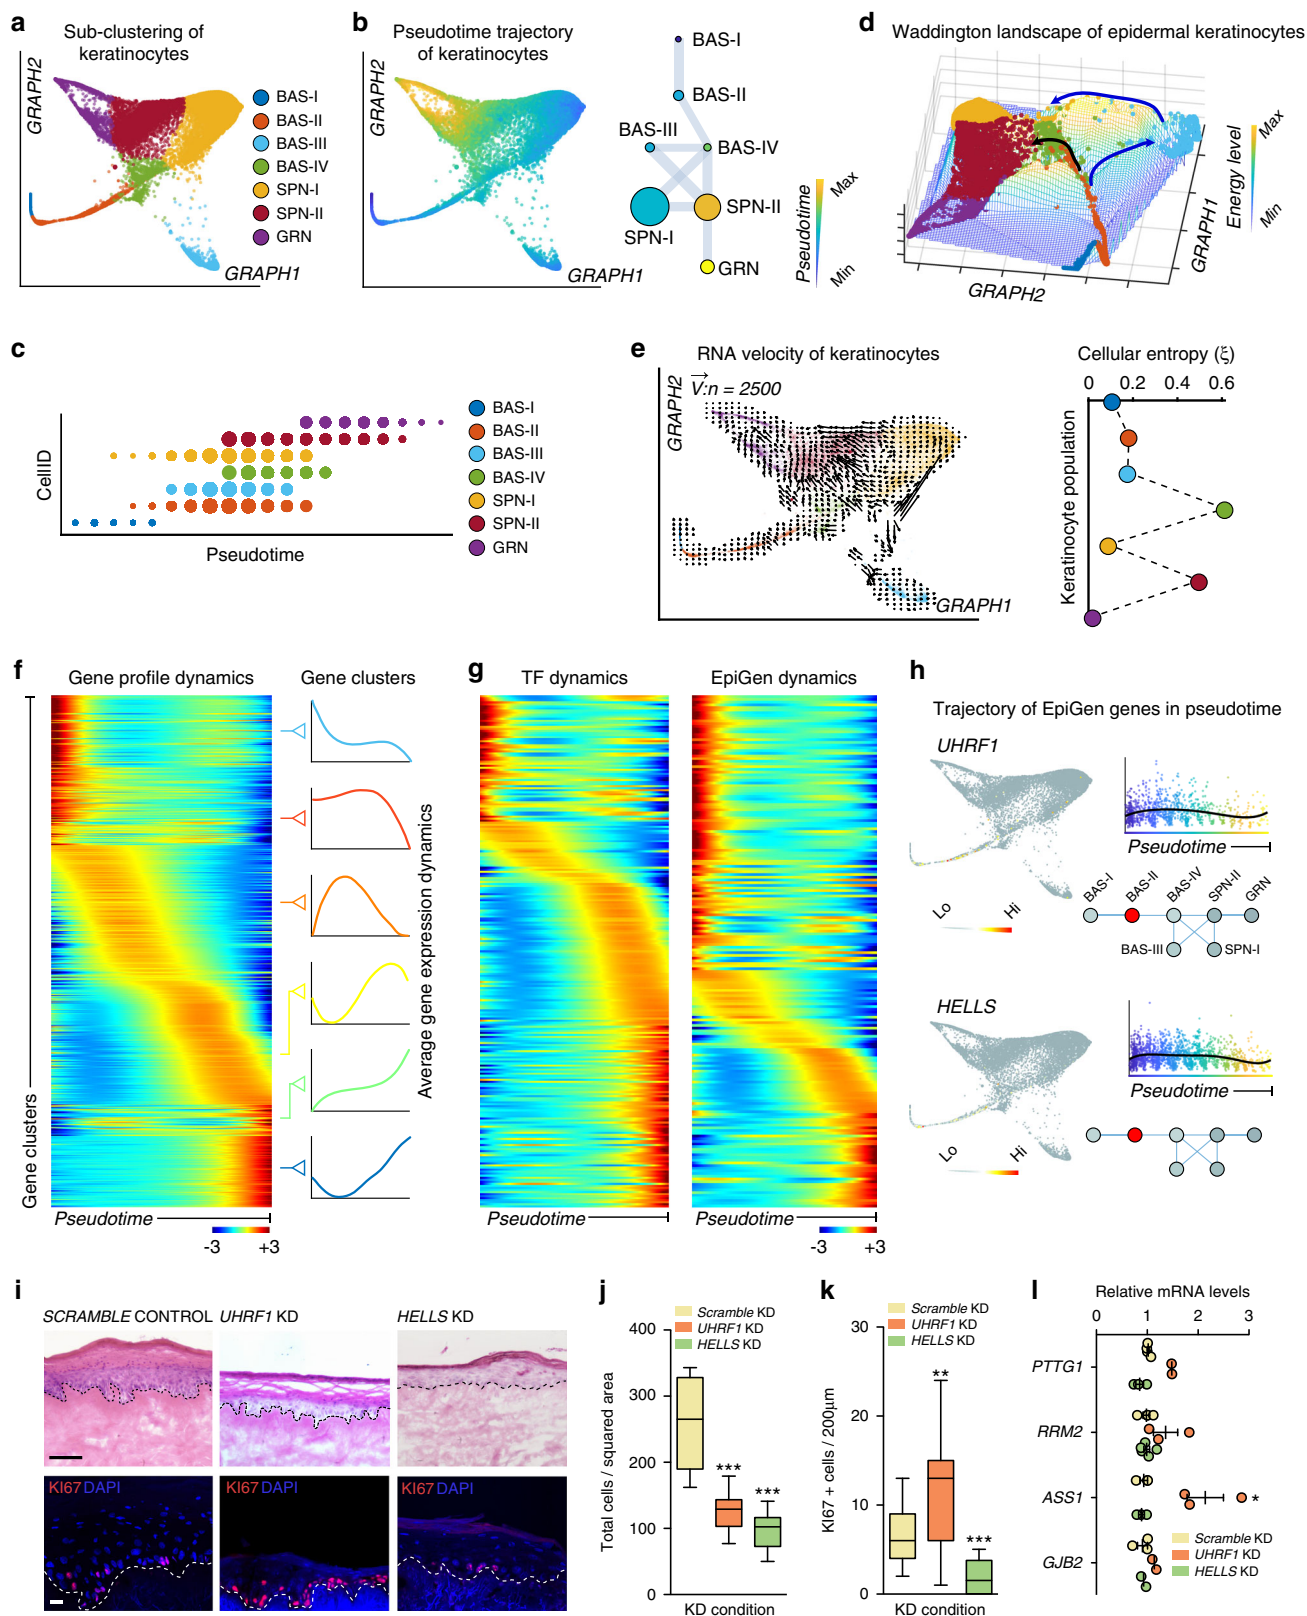 a
Sub-clustering of
keratinocytes
GRAPH2
GRAPH1
BAS-I
BAS-II
BAS-III
BAS-IV
SPN-I
SPN-II
GRN
b
Pseudotime trajectory
of keratinocytes
GRAPH2
GRAPH1
BAS-I
BAS-II
BAS-III
BAS-IV
SPN-II
SPN-I
GRN
Pseudotime
Max
Min
d
Waddington landscape of epidermal keratinocytes
GRAPH2
GRAPH1
Energy level
Max
Min
c
CellID
Pseudotime
BAS-I
BAS-II
BAS-III
BAS-IV
SPN-I
SPN-II
GRN
e
RNA velocity of keratinocytes
V:n = 2500
GRAPH2
GRAPH1
Cellular entropy (ξ)
0 0.2 0.4 0.6
Keratinocyte population
f
Gene profile dynamics
Gene clusters
Gene clusters
Average gene expression dynamics
Pseudotime
-3 +3
g
TF dynamics
EpiGen dynamics
Pseudotime
-3 +3
h
Trajectory of EpiGen genes in pseudotime
UHRF1
Pseudotime
Lo Hi
BAS-I
BAS-II
BAS-IV
SPN-II
GRN
BAS-III
SPN-I
HELLS
Pseudotime
Lo Hi
i
SCRAMBLE CONTROL
UHRF1 KD
HELLS KD
KI67 DAPI
KI67 DAPI
KI67 DAPI
j
Scramble KD
UHRF1 KD
HELLS KD
Total cells / squared area
400
300
200
100
0
***
***
KD condition
k
Scramble KD
UHRF1 KD
HELLS KD
KI67 + cells / 200μm
30
20
10
0
**
***
KD condition
l
Relative mRNA levels
0 1 2 3
PTTG1
RRM2
ASS1
*
GJB2
Scramble KD
UHRF1 KD
HELLS KD